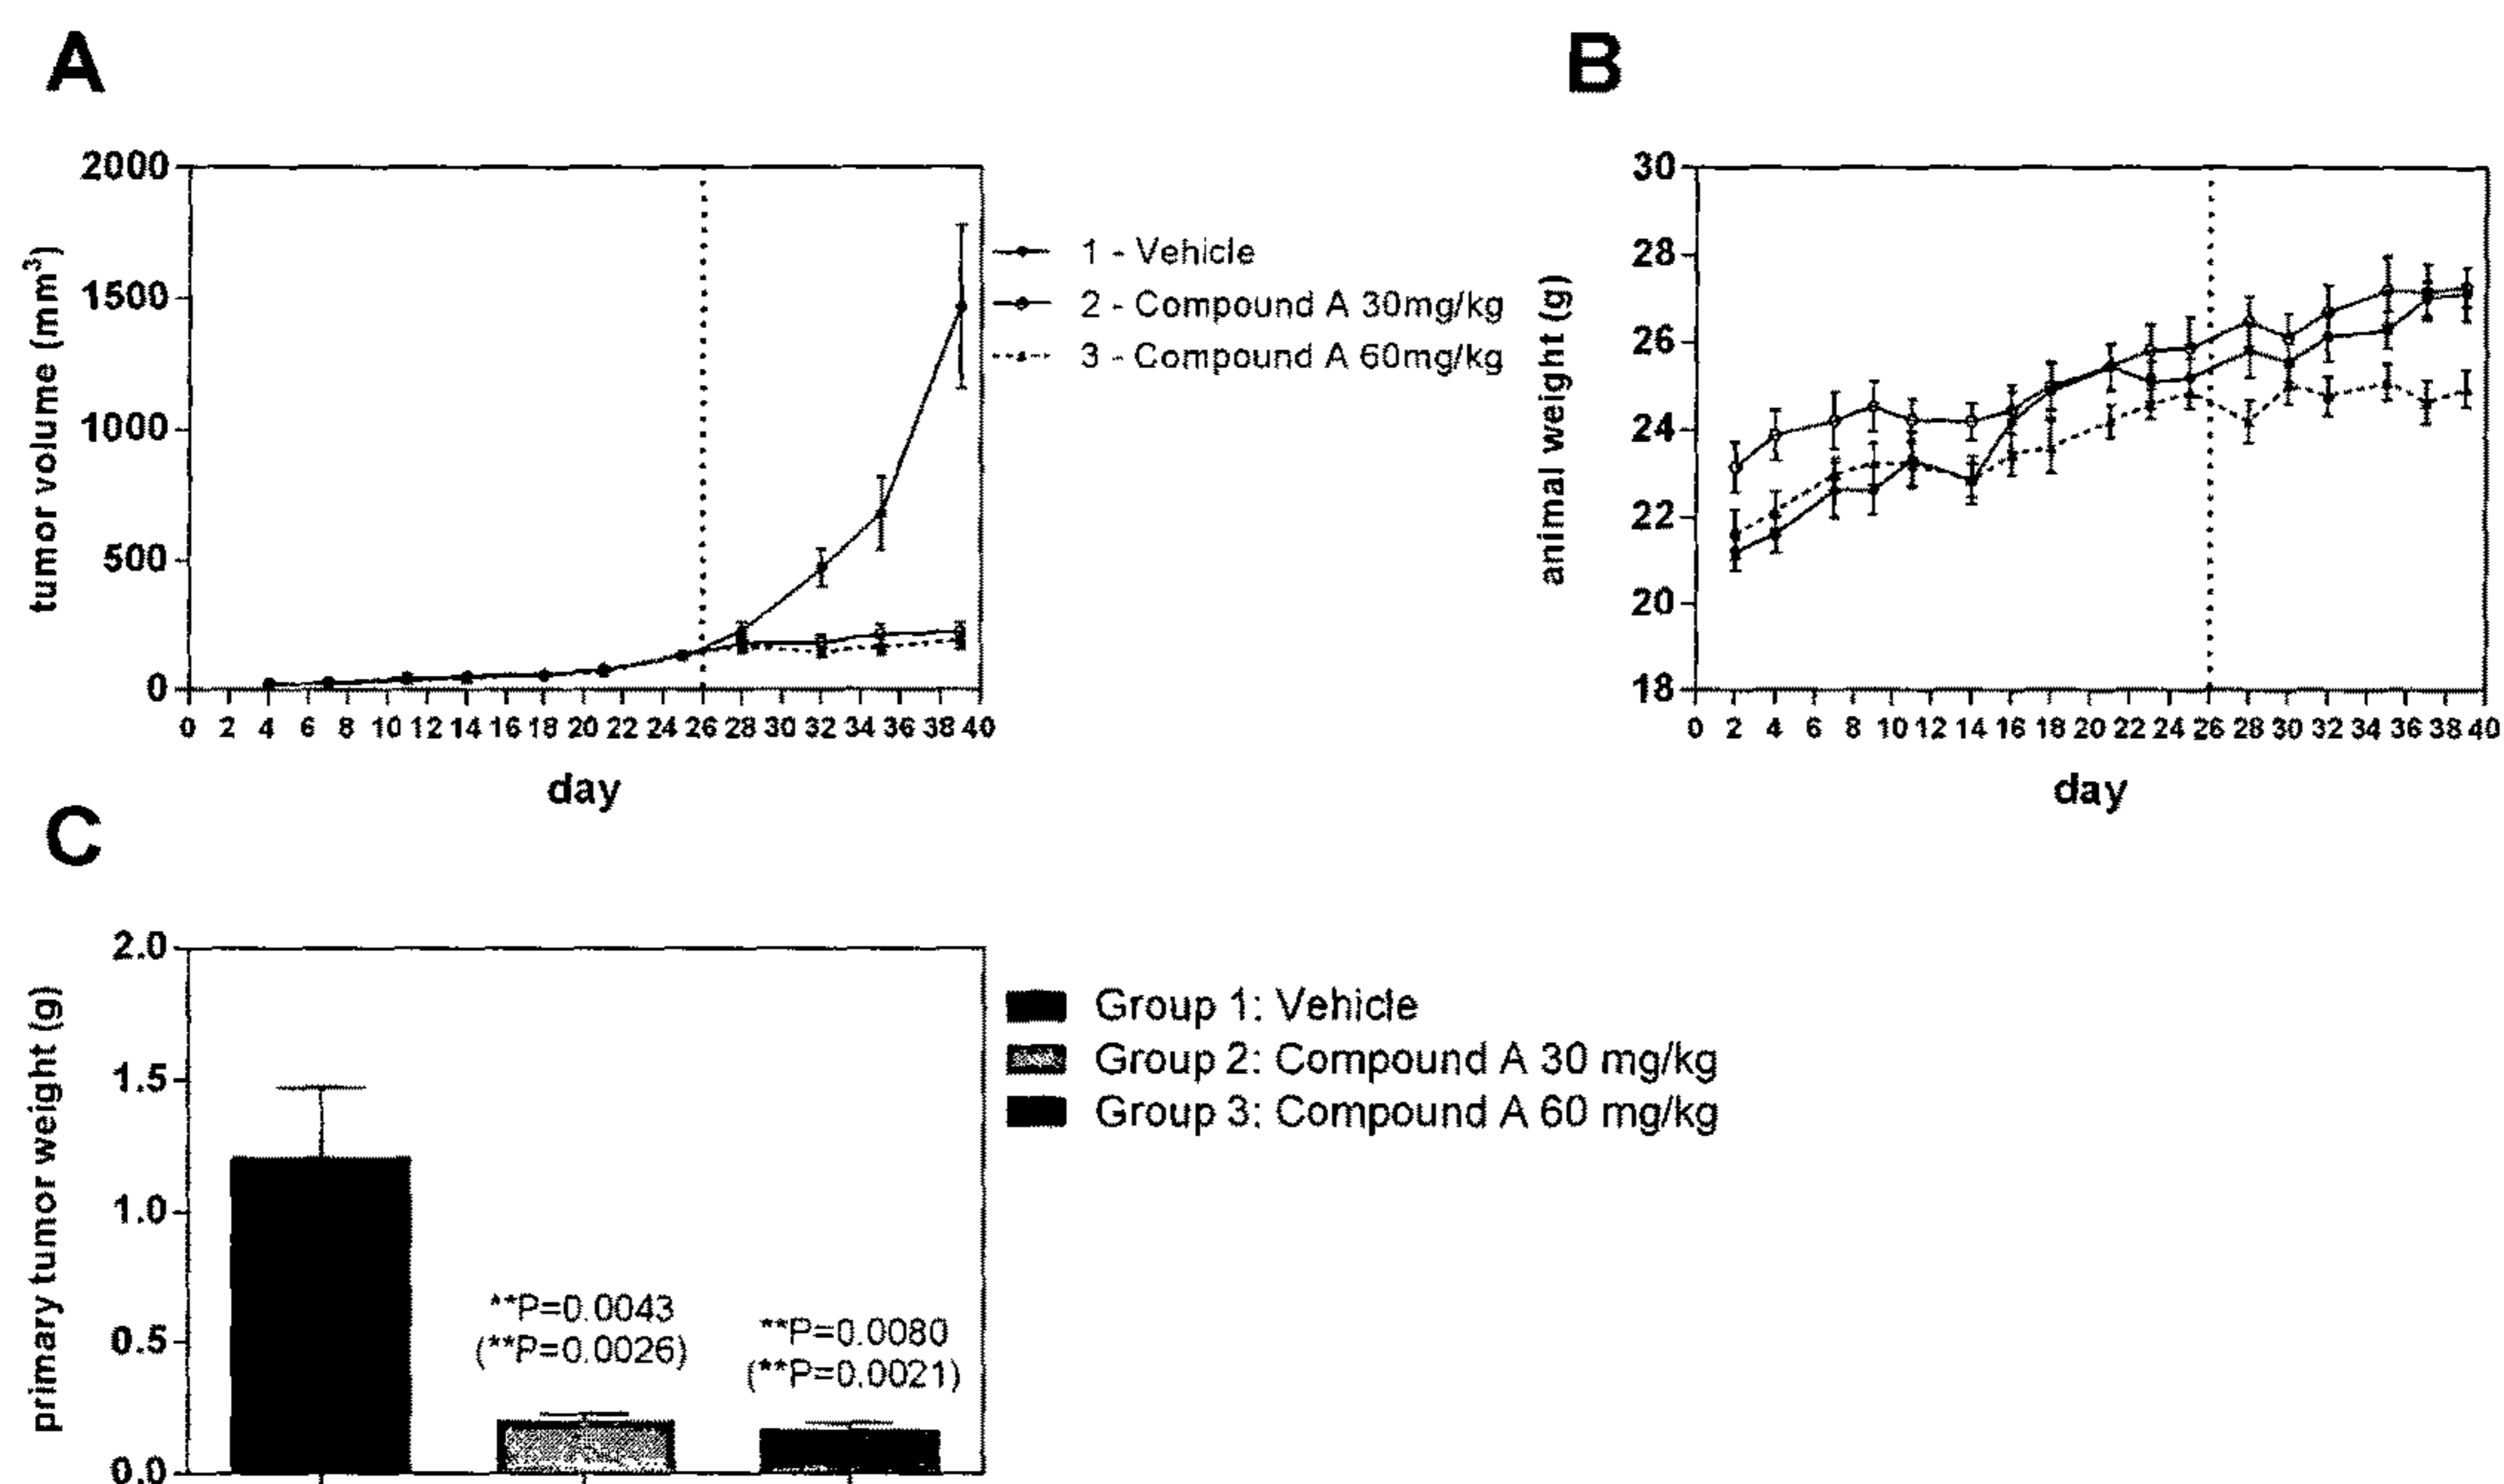 A
tumor volume (mm³)
2000
1500
1000
500
0
0 2 4 6 8 10 12 14 16 18 20 22 24 26 28 30 32 34 36 38 40
day
1 - Vehicle
2 - Compound A 30mg/kg
3 - Compound A 60mg/kg
B
animal weight (g)
30
28
26
24
22
20
18
0 2 4 6 8 10 12 14 16 18 20 22 24 26 28 30 32 34 36 38 40
day
C
primary tumor weight (g)
2.0
1.5
1.0
0.5
0.0
**P=0.0043
(**P=0.0026)
**P=0.0080
(**P=0.0021)
Group 1: Vehicle
Group 2: Compound A 30 mg/kg
Group 3: Compound A 60 mg/kg